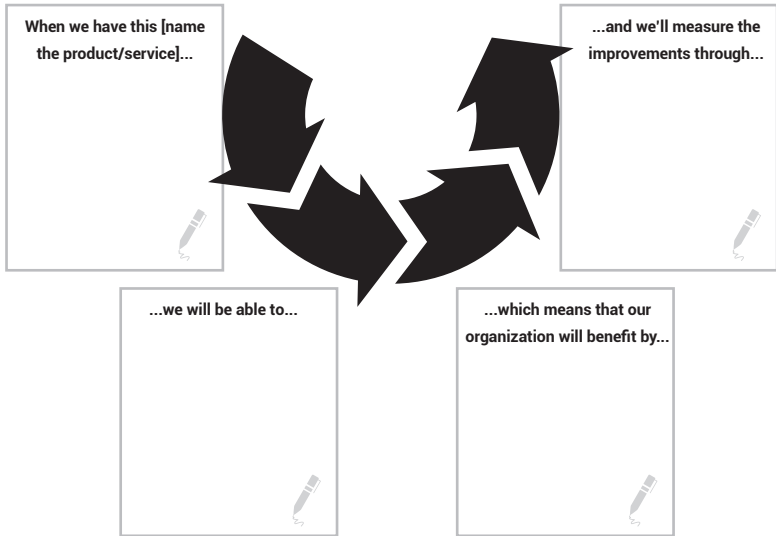 When we have this [name
the product/service]...
...we will be able to...
...which means that our
organization will benefit by...
...and we'll measure the
improvements through...